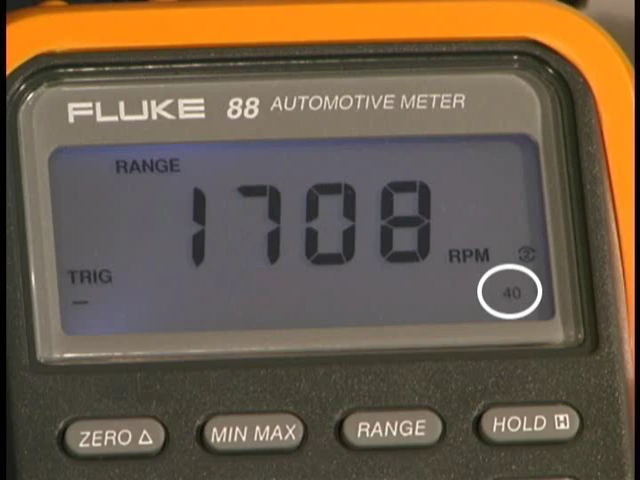 FLUKE 88 AUTOMOTIVE METER
RANGE
1708 RPM
TRIG
40
ZERO Δ
MIN MAX
RANGE
HOLD H